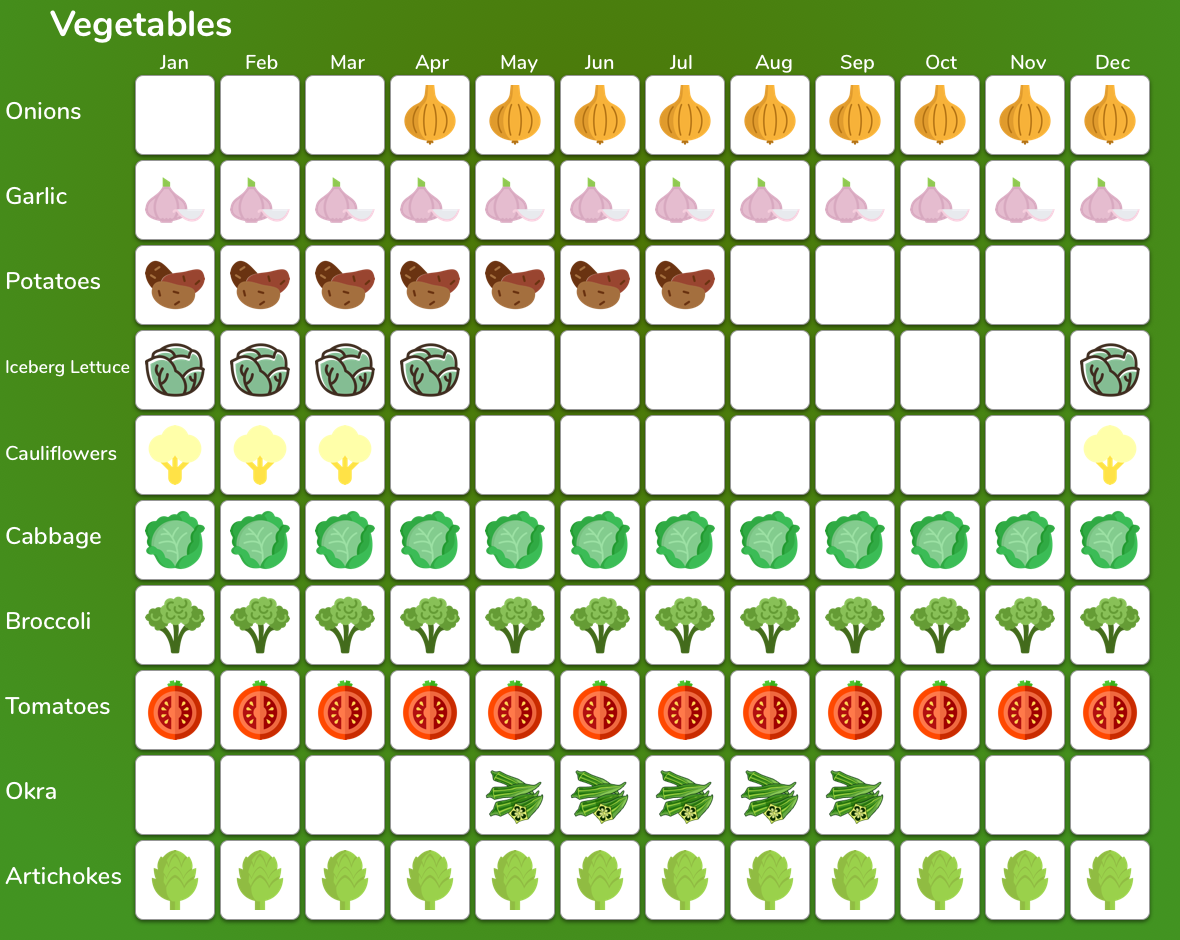 Vegetables
Jan Feb Mar Apr May Jun Jul Aug Sep Oct Nov Dec
Onions
Garlic
Potatoes
Iceberg Lettuce
Cauliflowers
Cabbage
Broccoli
Tomatoes
Okra
Artichokes